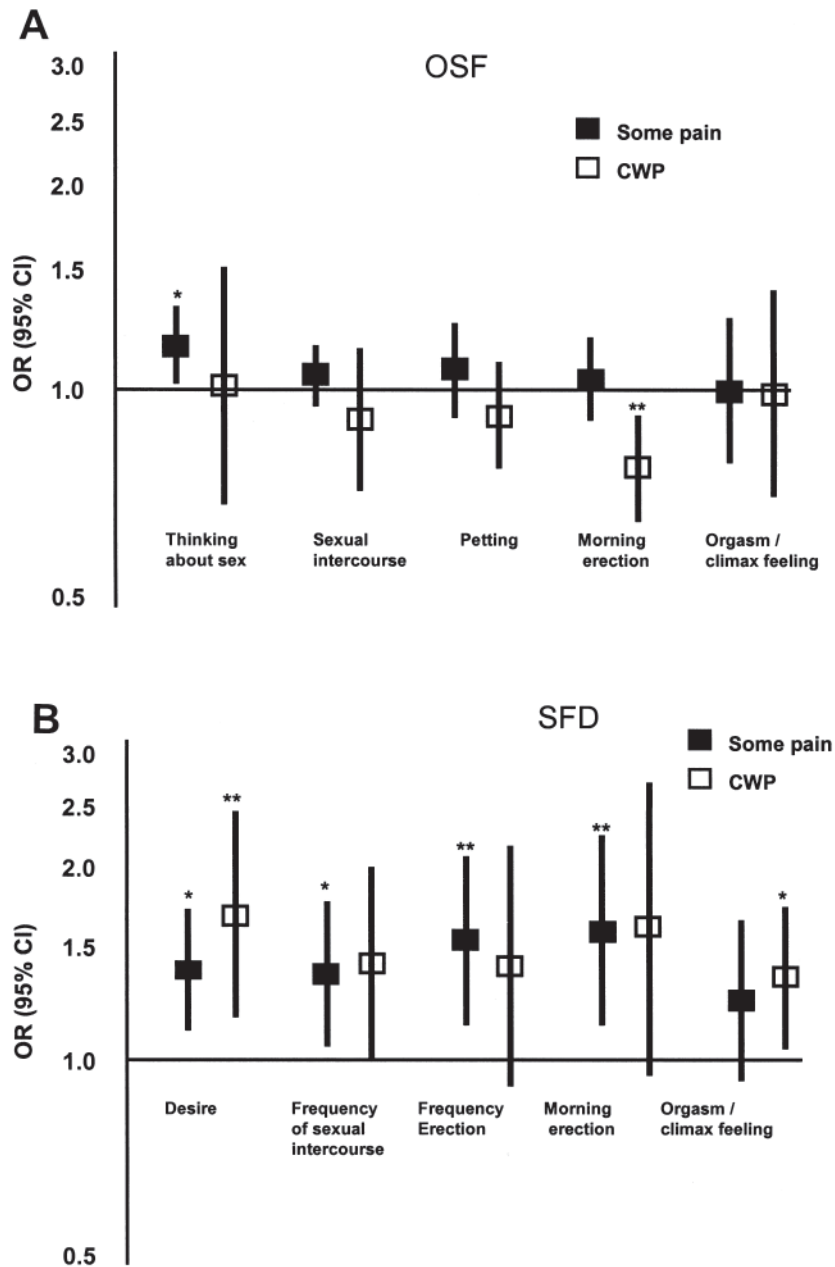 A
OSF
3.0
2.5
2.0
1.5
1.0
0.5
OR (95% CI)
Some pain
CWP
*
**
Thinking
about sex
Sexual
intercourse
Petting
Morning
erection
Orgasm /
climax feeling
B
SFD
3.0
2.5
2.0
1.5
1.0
0.5
OR (95% CI)
Some pain
CWP
*
**
*
**
**
*
Desire
Frequency
of sexual
intercourse
Frequency
Erection
Morning
erection
Orgasm /
climax feeling